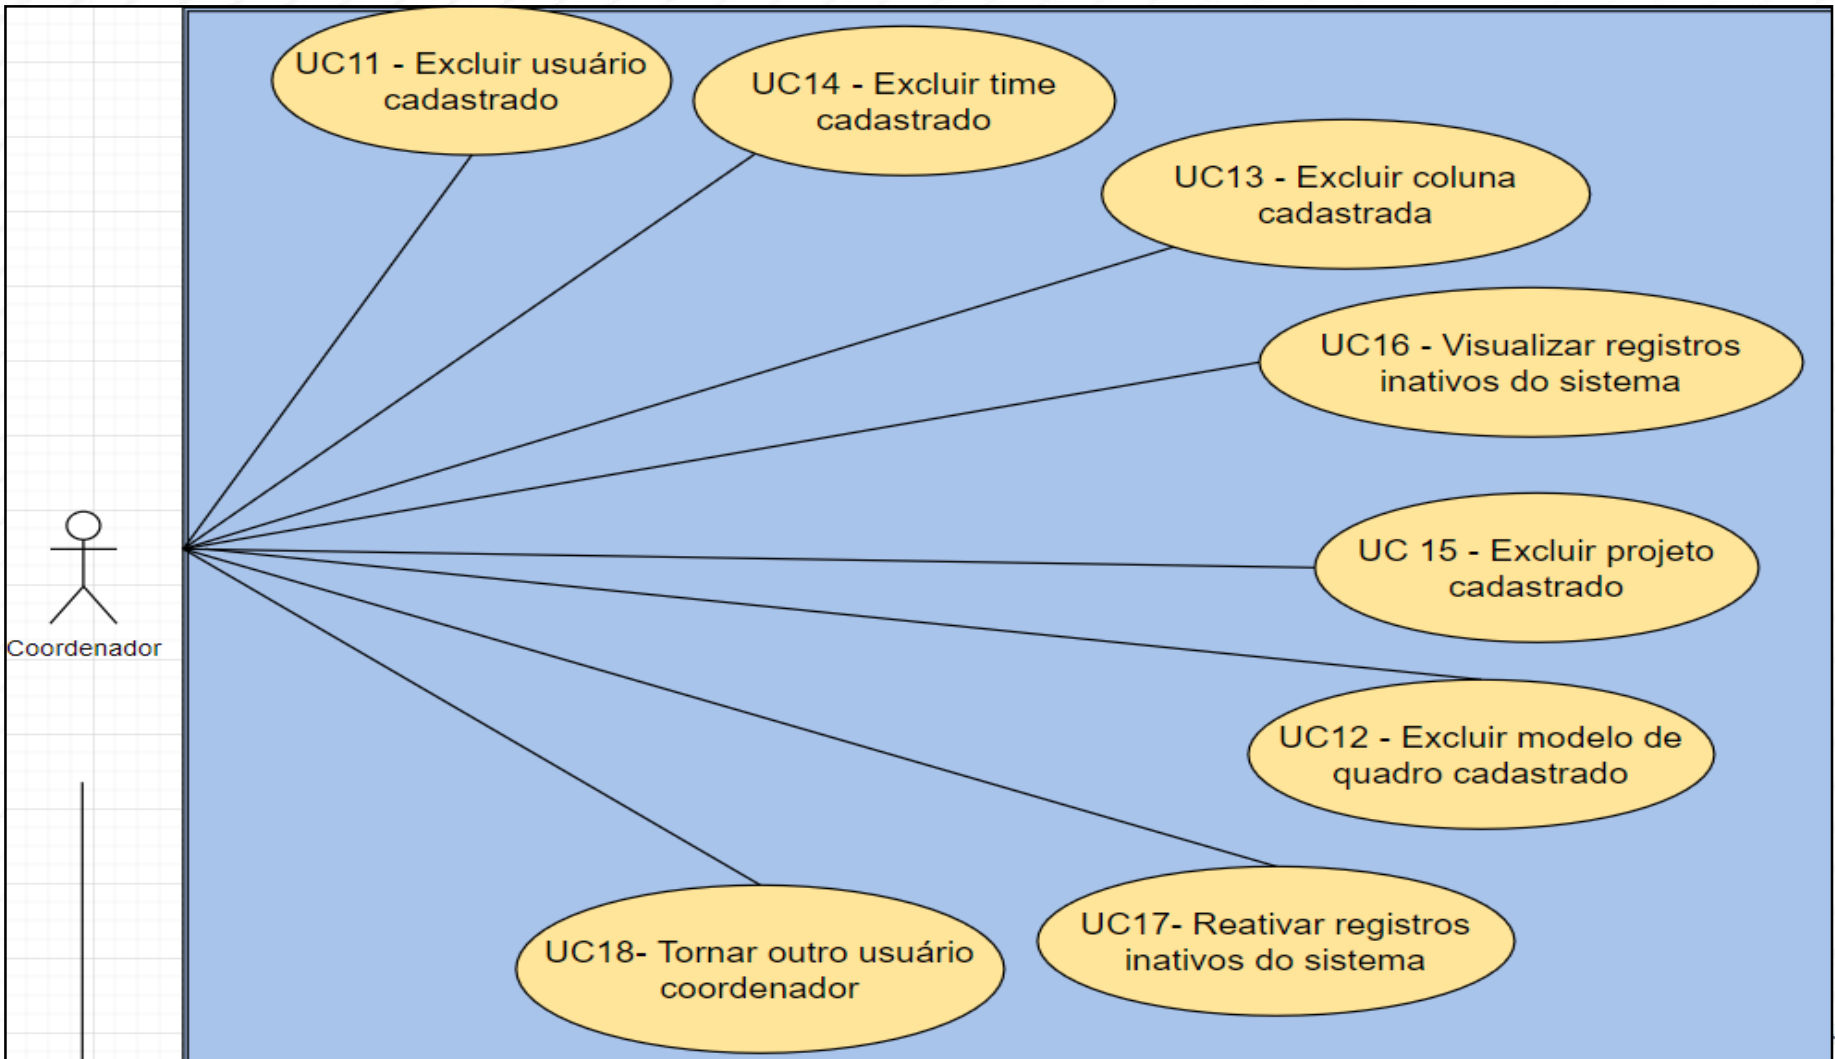 UC11 - Excluir usuário
cadastrado
UC14 - Excluir time
cadastrado
UC13 - Excluir coluna
cadastrada
UC16 - Visualizar registros
inativos do sistema
UC 15 - Excluir projeto
cadastrado
Coordenador
UC12 - Excluir modelo de
quadro cadastrado
UC17- Reativar registros
inativos do sistema
UC18- Tornar outro usuário
coordenador